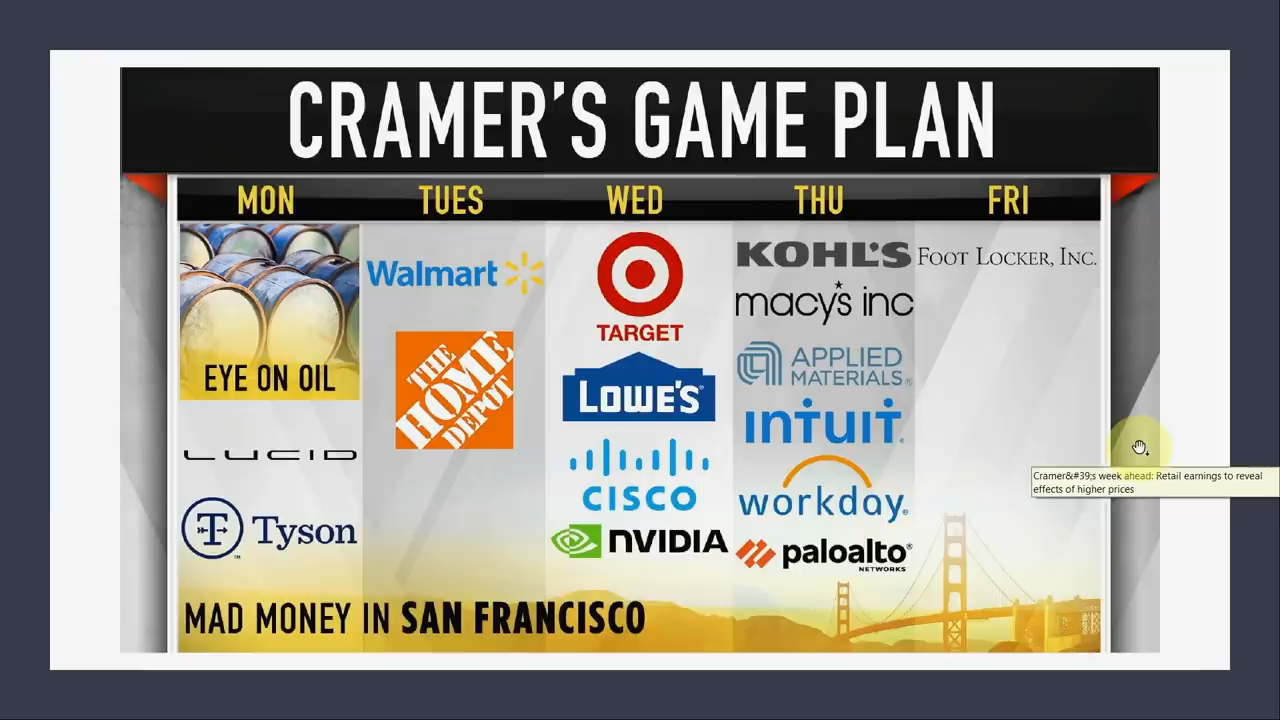 CRAMER'S GAME PLAN
MON TUES WED THU FRI
EYE ON OIL
LUCID
T Tyson
™
Walmart
THE
HOME
DEPOT
TARGET
LOWE'S®
CISCO
NVIDIA
KOHL'S
macy's inc
APPLIED
MATERIALS®
INTUIT®
workday®
paloalto®
NETWORKS
FOOT LOCKER, INC.
MAD MONEY IN SAN FRANCISCO
Cramer&#39;s week ahead: Retail earnings to reveal
effects of higher prices